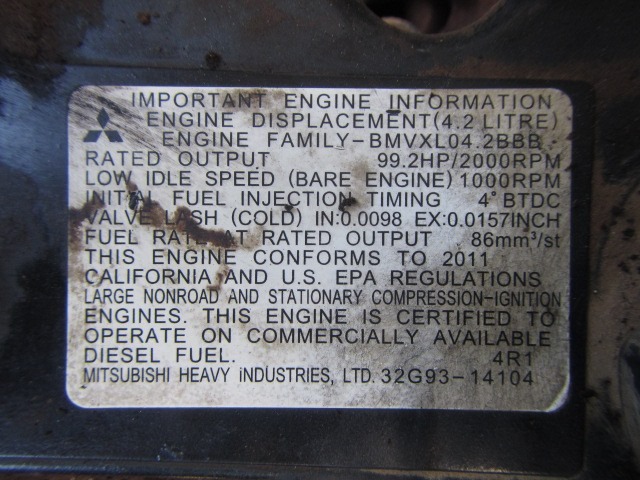 IMPORTANT ENGINE INFORMATION
ENGINE DISPLACEMENT(4.2 LITRE)
ENGINE FAMILY-BMVXL04.2BBB
RATED OUTPUT 99.2HP/2000RPM
LOW IDLE SPEED (BARE ENGINE) 1000RPM
INITIAL FUEL INJECTION TIMING 4° BTDC
VALVE LASH (COLD) IN:0.0098 EX:0.0157INCH
FUEL RATE AT RATED OUTPUT 86mm³/st
THIS ENGINE CONFORMS TO 2011
CALIFORNIA AND U.S. EPA REGULATIONS
LARGE NONROAD AND STATIONARY COMPRESSION-IGNITION
ENGINES. THIS ENGINE IS CERTIFIED TO
OPERATE ON COMMERCIALLY AVAILABLE
DIESEL FUEL. 4R1
MITSUBISHI HEAVY iNDUSTRIES, LTD. 32G93-14104